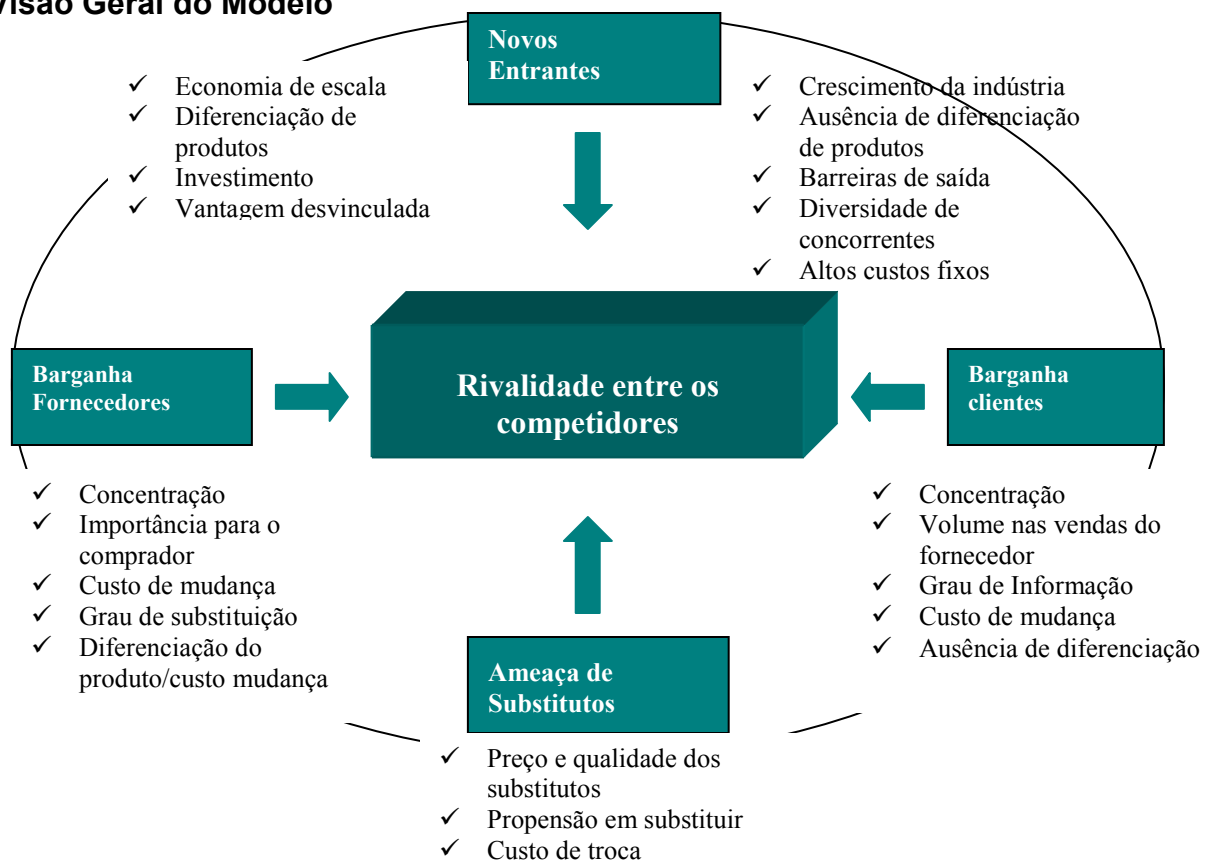 Visão Geral do Modelo
Novos
Entrantes
✓ Economia de escala
✓ Diferenciação de
produtos
✓ Investimento
✓ Vantagem desvinculada
✓ Crescimento da indústria
✓ Ausência de diferenciação
de produtos
✓ Barreiras de saída
✓ Diversidade de
concorrentes
✓ Altos custos fixos
Barganha
Fornecedores
Rivalidade entre os
competidores
Barganha
clientes
✓ Concentração
✓ Importância para o
comprador
✓ Custo de mudança
✓ Grau de substituição
✓ Diferenciação do
produto/custo mudança
✓ Concentração
✓ Volume nas vendas do
fornecedor
✓ Grau de Informação
✓ Custo de mudança
✓ Ausência de diferenciação
Ameaça de
Substitutos
✓ Preço e qualidade dos
substitutos
✓ Propensão em substituir
✓ Custo de troca